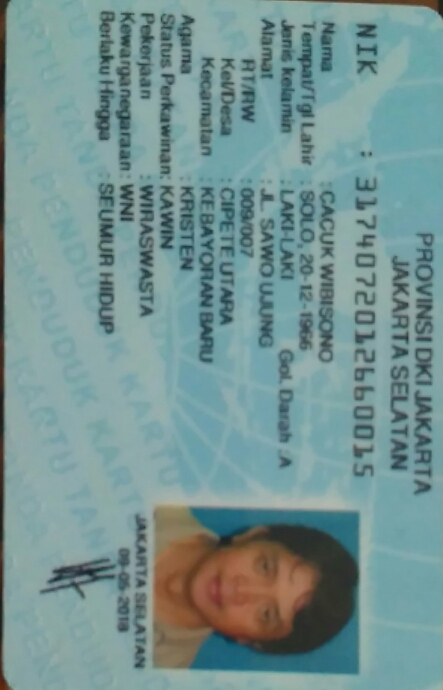 PROVINSI DKI JAKARTA
JAKARTA SELATAN
NIK : 3174072012660015
Nama : CACUK WIBISONO
Tempat/Tgl Lahir : SOLO, 20-12-1966
Jenis kelamin : LAKI-LAKI Gol. Darah :A
Alamat : JL. SAWO UJUNG
RT/RW : 009/007
Kel/Desa : CIPETE UTARA
Kecamatan : KEBAYORAN BARU
Agama : KRISTEN
Status Perkawinan: KAWIN
Pekerjaan : WIRASWASTA
Kewarganegaraan: WNI
Berlaku Hingga : SEUMUR HIDUP
JAKARTA SELATAN
09-05-2018